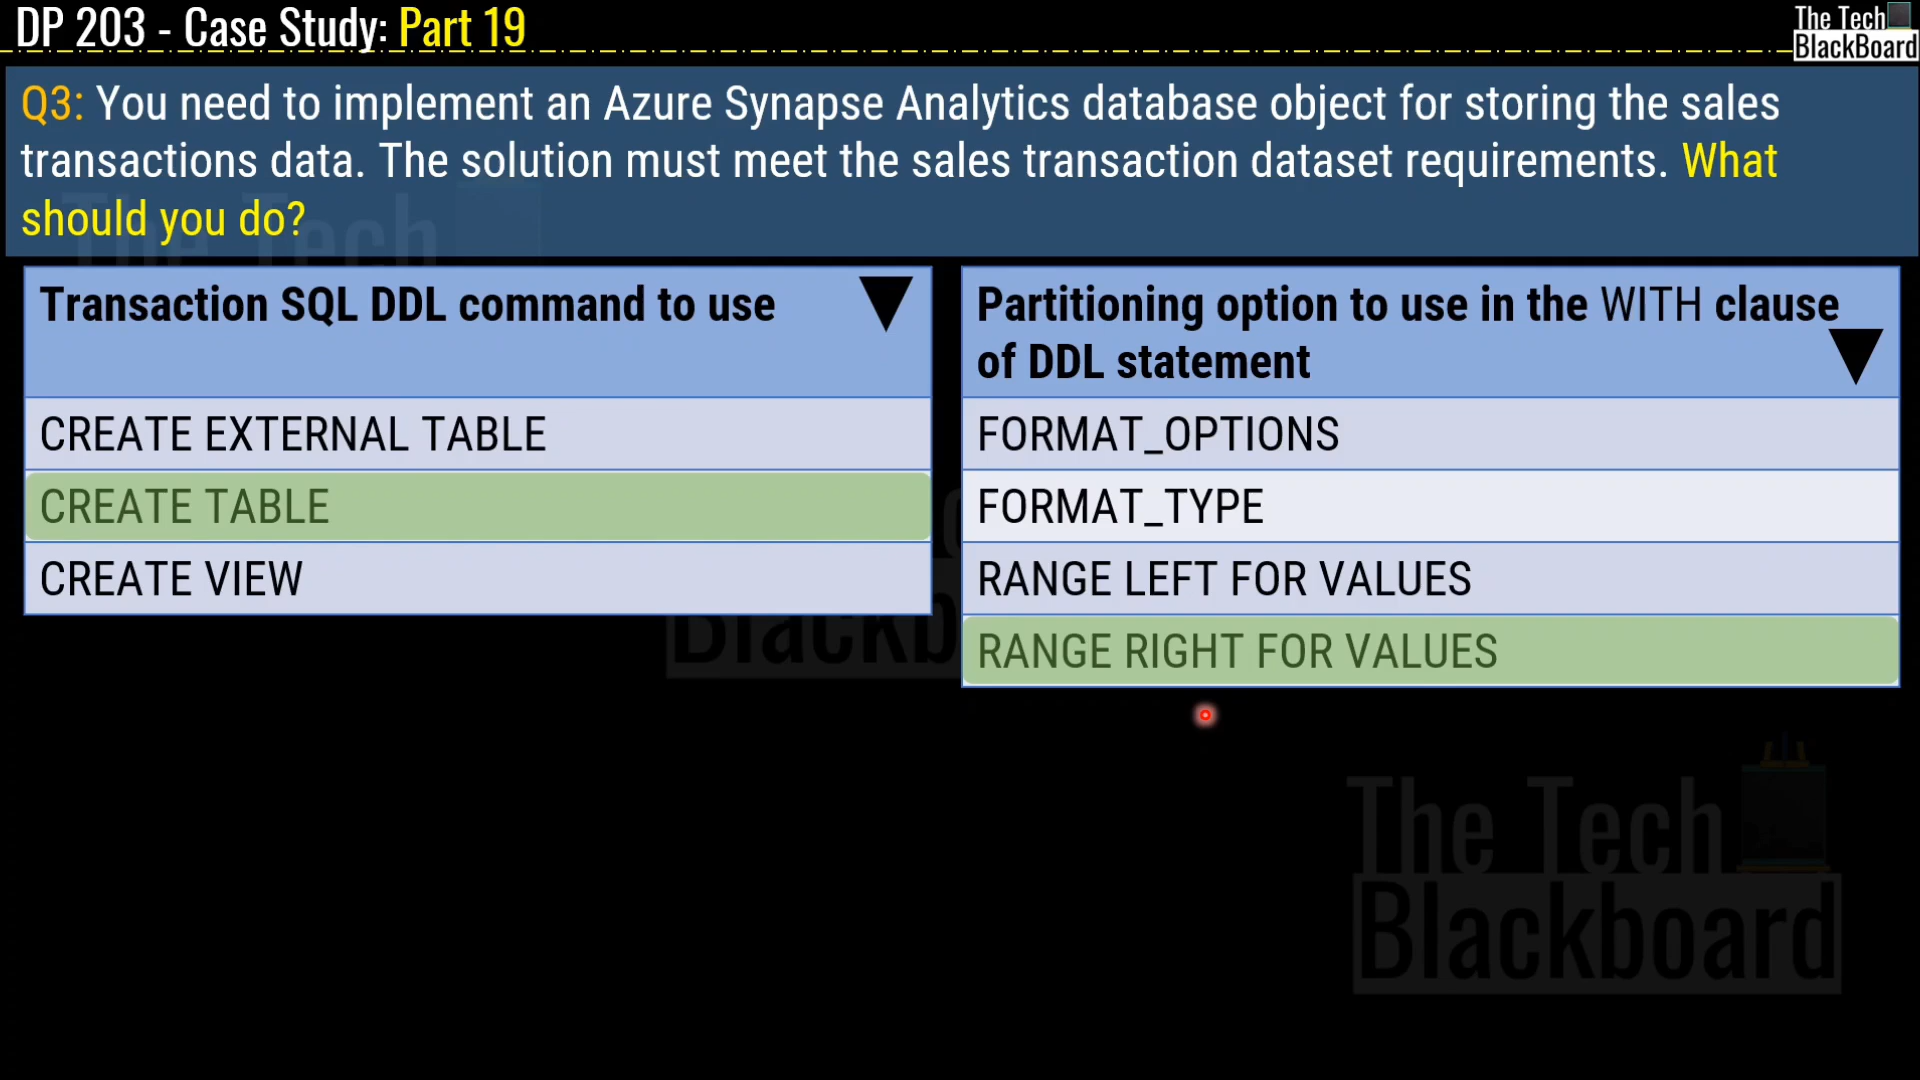 DP 203 - Case Study: Part 19
The Tech
BlackBoard
Q3: You need to implement an Azure Synapse Analytics database object for storing the sales
transactions data. The solution must meet the sales transaction dataset requirements. What
should you do?
The Tech
Transaction SQL DDL command to use
CREATE EXTERNAL TABLE
CREATE TABLE
CREATE VIEW
Partitioning option to use in the WITH clause
of DDL statement
FORMAT_OPTIONS
FORMAT_TYPE
RANGE LEFT FOR VALUES
RANGE RIGHT FOR VALUES
The Tech
Blackboard